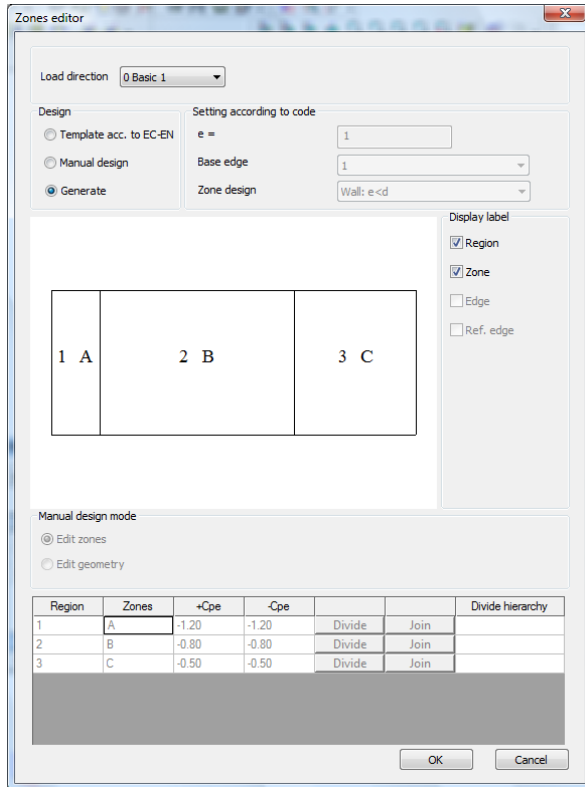 Zones editor
Load direction 0 Basic 1
Design
Setting according to code
Template acc. to EC-EN
e =
1
Manual design
Base edge
1
Generate
Zone design
Wall: e<d
Display label
Region
Zone
Edge
Ref. edge
1 A 2 B 3 C
Manual design mode
Edit zones
Edit geometry
Region Zones +Cpe -Cpe Divide hierarchy
1 A -1.20 -1.20 Divide Join
2 B -0.80 -0.80 Divide Join
3 C -0.50 -0.50 Divide Join
OK Cancel